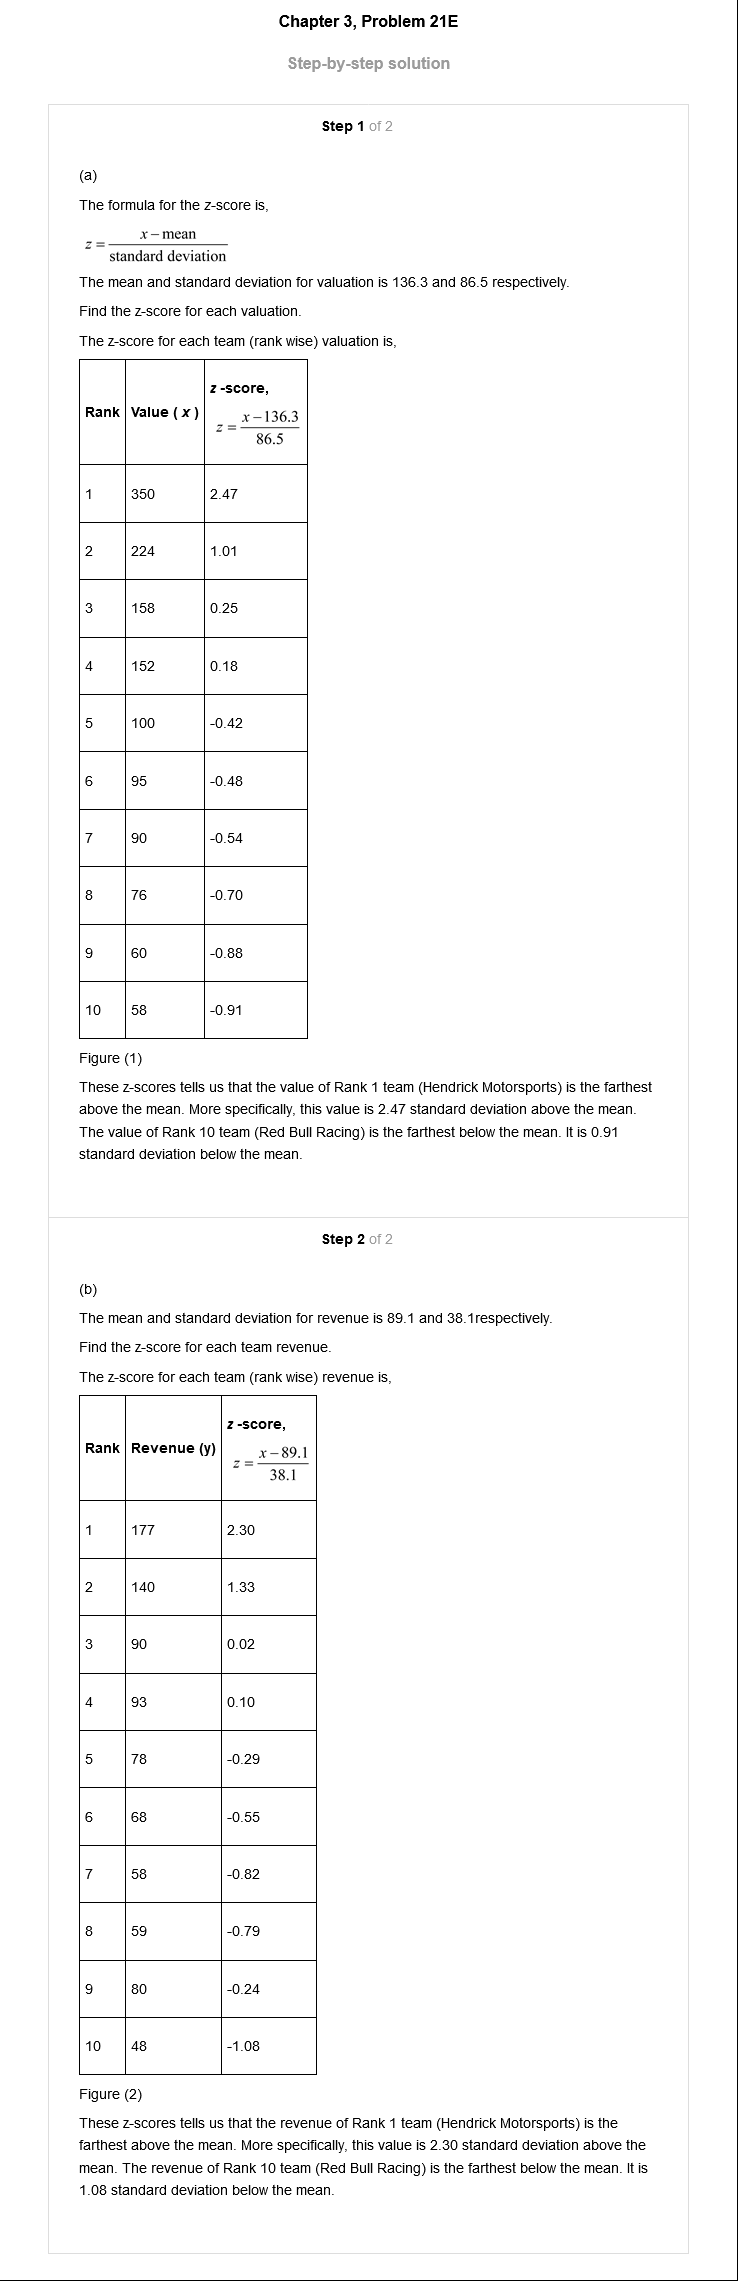 Chapter 3, Problem 21E
Step-by-step solution
Step 1 of 2
(a)
The formula for the z-score is,
z = x − mean / standard deviation
The mean and standard deviation for valuation is 136.3 and 86.5 respectively.
Find the z-score for each valuation.
The z-score for each team (rank wise) valuation is,
Rank Value ( x ) z -score, z = x − 136.3 / 86.5
1 350 2.47
2 224 1.01
3 158 0.25
4 152 0.18
5 100 -0.42
6 95 -0.48
7 90 -0.54
8 76 -0.70
9 60 -0.88
10 58 -0.91
Figure (1)
These z-scores tells us that the value of Rank 1 team (Hendrick Motorsports) is the farthest
above the mean. More specifically, this value is 2.47 standard deviation above the mean.
The value of Rank 10 team (Red Bull Racing) is the farthest below the mean. It is 0.91
standard deviation below the mean.
Step 2 of 2
(b)
The mean and standard deviation for revenue is 89.1 and 38.1respectively.
Find the z-score for each team revenue.
The z-score for each team (rank wise) revenue is,
Rank Revenue (y) z -score, z = x − 89.1 / 38.1
1 177 2.30
2 140 1.33
3 90 0.02
4 93 0.10
5 78 -0.29
6 68 -0.55
7 58 -0.82
8 59 -0.79
9 80 -0.24
10 48 -1.08
Figure (2)
These z-scores tells us that the revenue of Rank 1 team (Hendrick Motorsports) is the
farthest above the mean. More specifically, this value is 2.30 standard deviation above the
mean. The revenue of Rank 10 team (Red Bull Racing) is the farthest below the mean. It is
1.08 standard deviation below the mean.